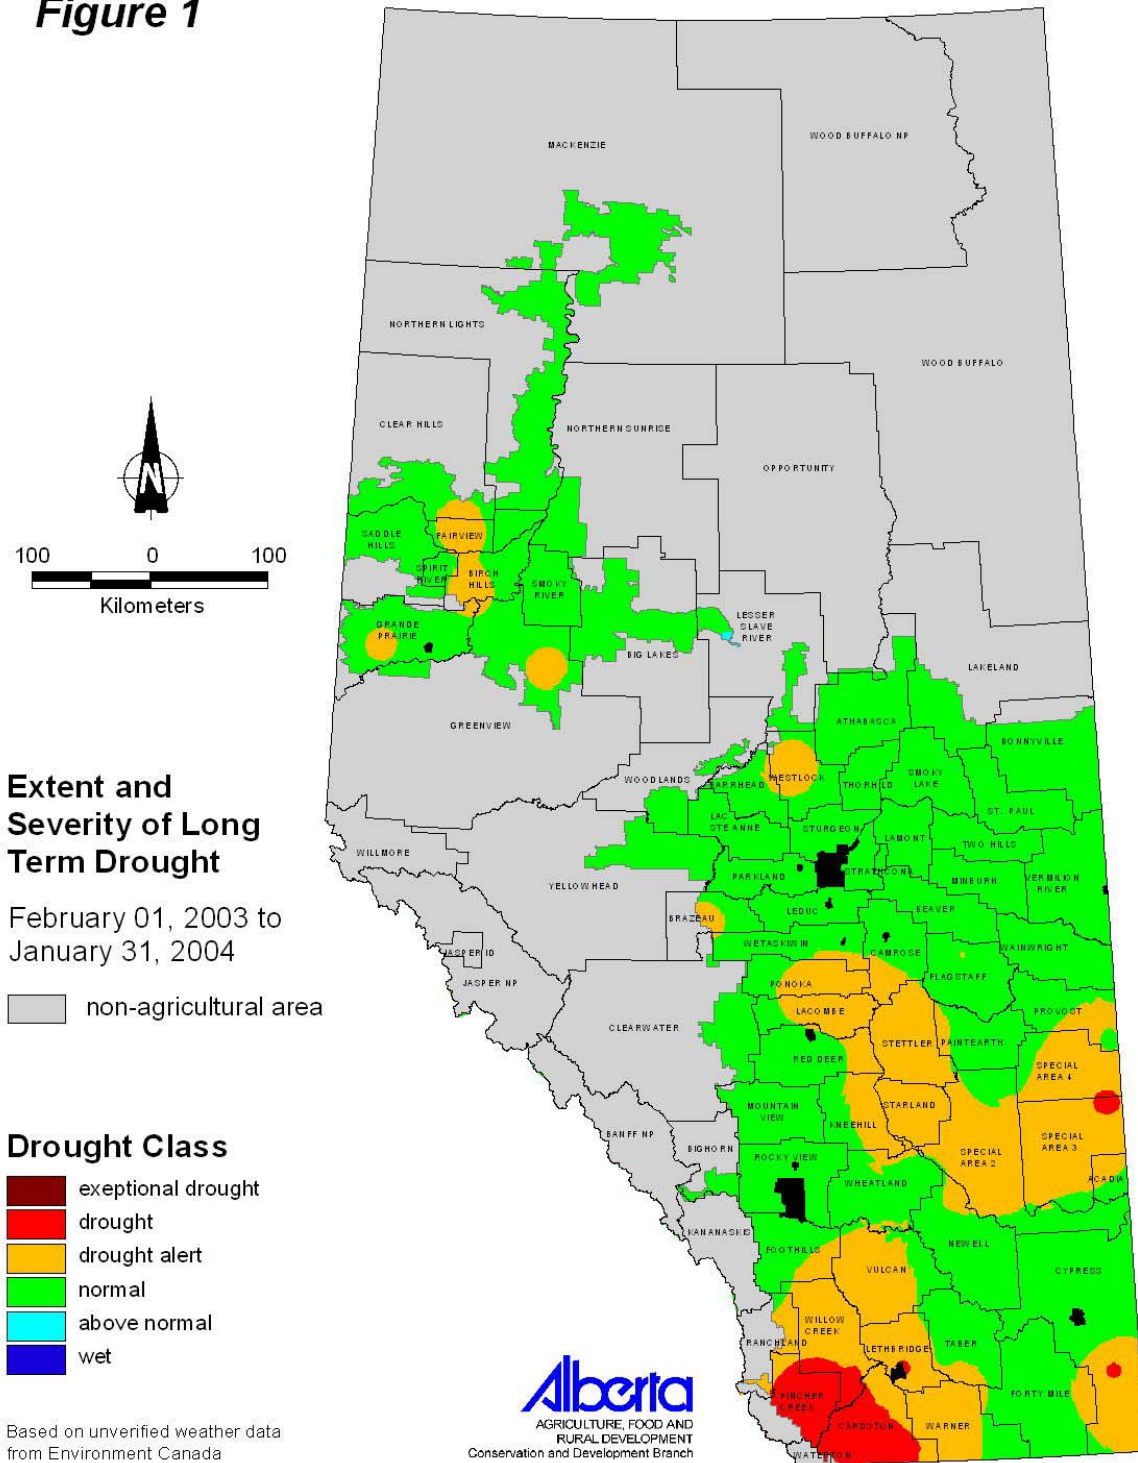 Figure 1
MACKENZIE
WOOD BUFFALO NP
NORTHERN LIGHTS
WOOD BUFFALO
CLEAR HILLS
NORTHERN SUNRISE
OPPORTUNITY
N
SADDLE
HILLS
FAIRVIEW
SPIRIT
RIVER
BIRCH
HILLS
SMOKY
RIVER
100 0 100
Kilometers
GRANDE
PRAIRIE
LESSER
SLAVE
RIVER
BIG LAKES
LAKELAND
GREENVIEW
ATHABASCA
BONNYVILLE
WOODLANDS
BARRHEAD
WESTLOCK
THORHILD
SMOKY
LAKE
ST. PAUL
LAC
STE ANNE
STURGEON
LAMONT
TWO HILLS
WILLMORE
YELLOWHEAD
PARKLAND
STRATHCONA
MINBURN
VERMILION
RIVER
BRAZEAU
LEDUC
BEAVER
WETASKIWIN
CAMROSE
WAINWRIGHT
JASPER ID
JASPER NP
PONOKA
FLAGSTAFF
LACOMBE
PROVOST
CLEARWATER
STETTLER
PAINTEARTH
RED DEER
SPECIAL
AREA 4
MOUNTAIN
VIEW
STARLAND
KNEEHILL
BANFF NP
BIGHORN
SPECIAL
AREA 2
SPECIAL
AREA 3
ROCKY VIEW
WHEATLAND
ACADIA
KANANASKIS
FOOTHILLS
NEWELL
VULCAN
CYPRESS
WILLOW
CREEK
RANCHLAND
LETHBRIDGE
TABER
PINCHER
CREEK
FORTY MILE
CARDSTON
WARNER
WATERTON
Extent and
Severity of Long
Term Drought
February 01, 2003 to
January 31, 2004
non-agricultural area
Drought Class
exeptional drought
drought
drought alert
normal
above normal
wet
Based on unverified weather data
from Environment Canada
Alberta
AGRICULTURE, FOOD AND
RURAL DEVELOPMENT
Conservation and Development Branch